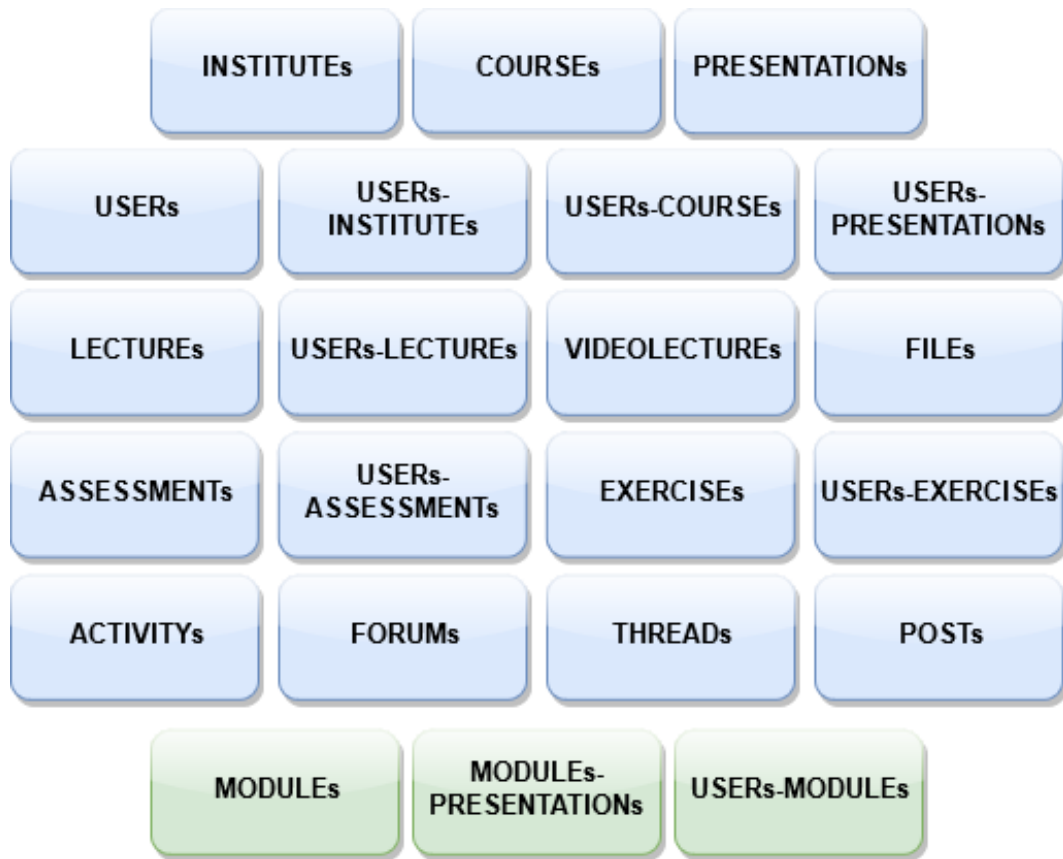 INSTITUTEs
COURSEs
PRESENTATIONs
USERs
USERs-
INSTITUTEs
USERs-COURSEs
USERs-
PRESENTATIONs
LECTUREs
USERs-LECTUREs
VIDEOLECTUREs
FILEs
ASSESSMENTs
USERs-
ASSESSMENTs
EXERCISEs
USERs-EXERCISEs
ACTIVITYs
FORUMs
THREADs
POSTs
MODULEs
MODULEs-
PRESENTATIONs
USERs-MODULEs